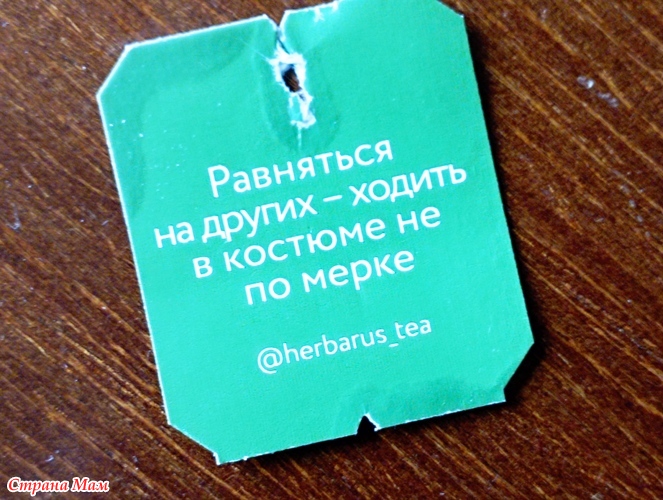 Равняться
на других – ходить
в костюме не
по мерке
@herbarus_tea
Страна Мам